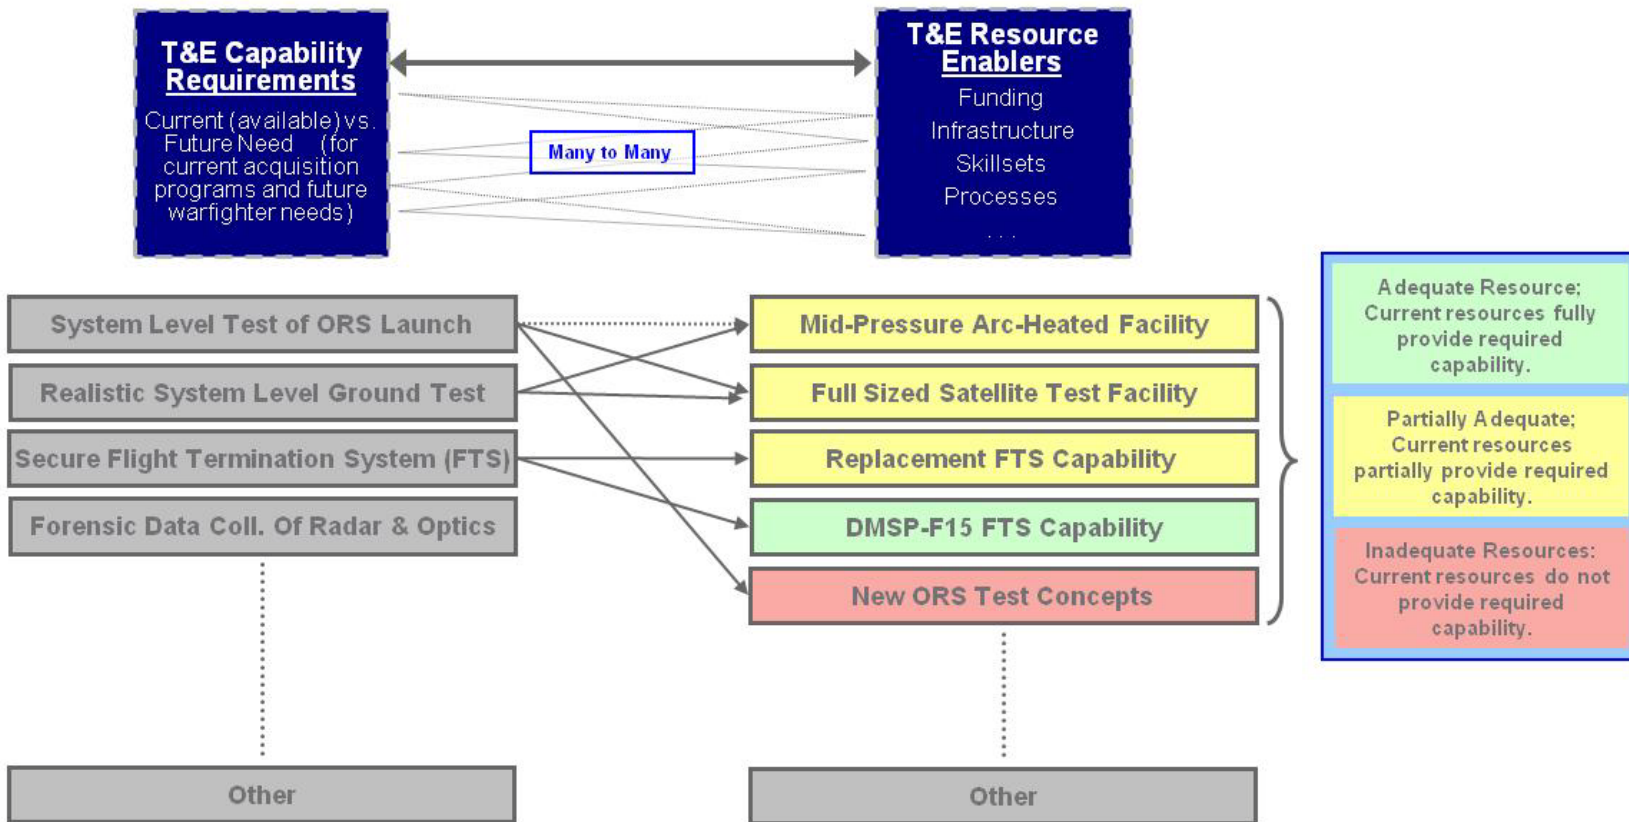 T&E Capability
Requirements
Current (available) vs.
Future Need (for
current acquisition
programs and future
warfighter needs)
Many to Many
T&E Resource
Enablers
Funding
Infrastructure
Skillsets
Processes
. . .
System Level Test of ORS Launch
Realistic System Level Ground Test
Secure Flight Termination System (FTS)
Forensic Data Coll. Of Radar & Optics
Other
Mid-Pressure Arc-Heated Facility
Full Sized Satellite Test Facility
Replacement FTS Capability
DMSP-F15 FTS Capability
New ORS Test Concepts
Other
Adequate Resource;
Current resources fully
provide required
capability.
Partially Adequate;
Current resources
partially provide required
capability.
Inadequate Resources:
Current resources do not
provide required
capability.